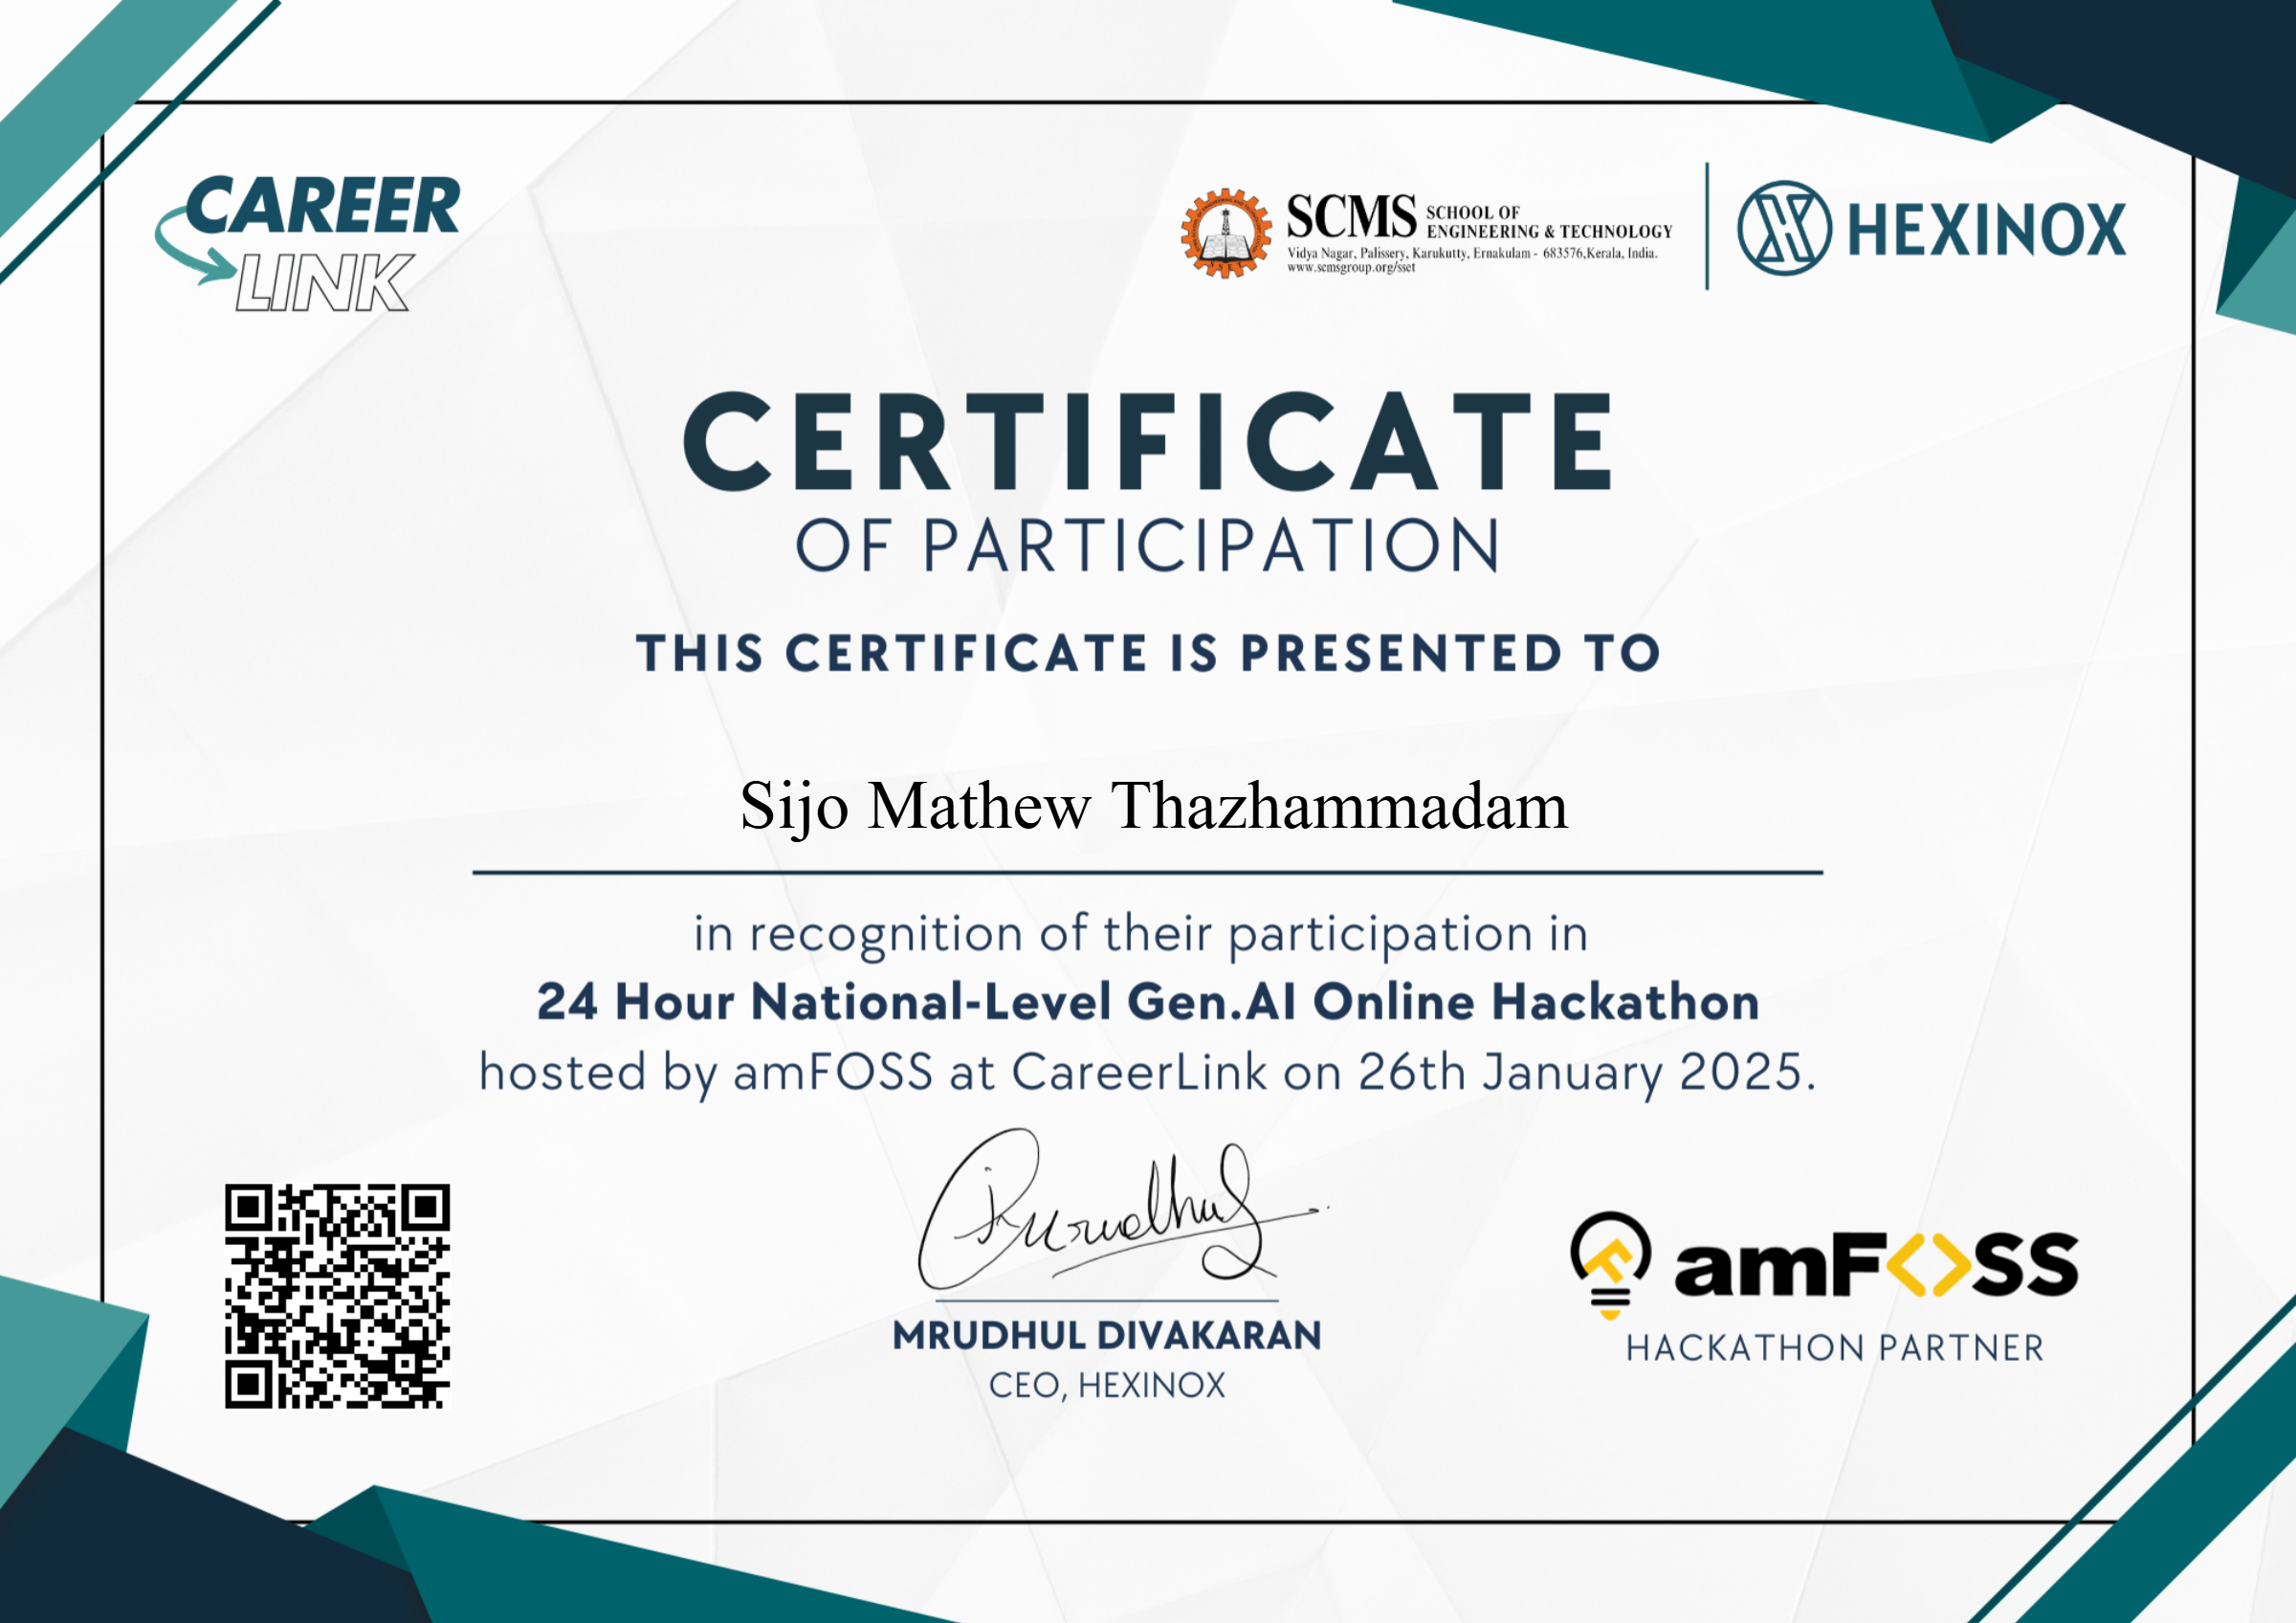 CAREER
LINK
SCMS SCHOOL OF
ENGINEERING & TECHNOLOGY
Vidya Nagar, Palissery, Karukutty, Ernakulam - 683576,Kerala, India.
www.scmsgroup.org/sset
HEXINOX
CERTIFICATE
OF PARTICIPATION
THIS CERTIFICATE IS PRESENTED TO
Sijo Mathew Thazhammadam
in recognition of their participation in
24 Hour National-Level Gen.AI Online Hackathon
hosted by amFOSS at CareerLink on 26th January 2025.
Mrudhul
MRUDHUL DIVAKARAN
CEO, HEXINOX
amF<>SS
HACKATHON PARTNER